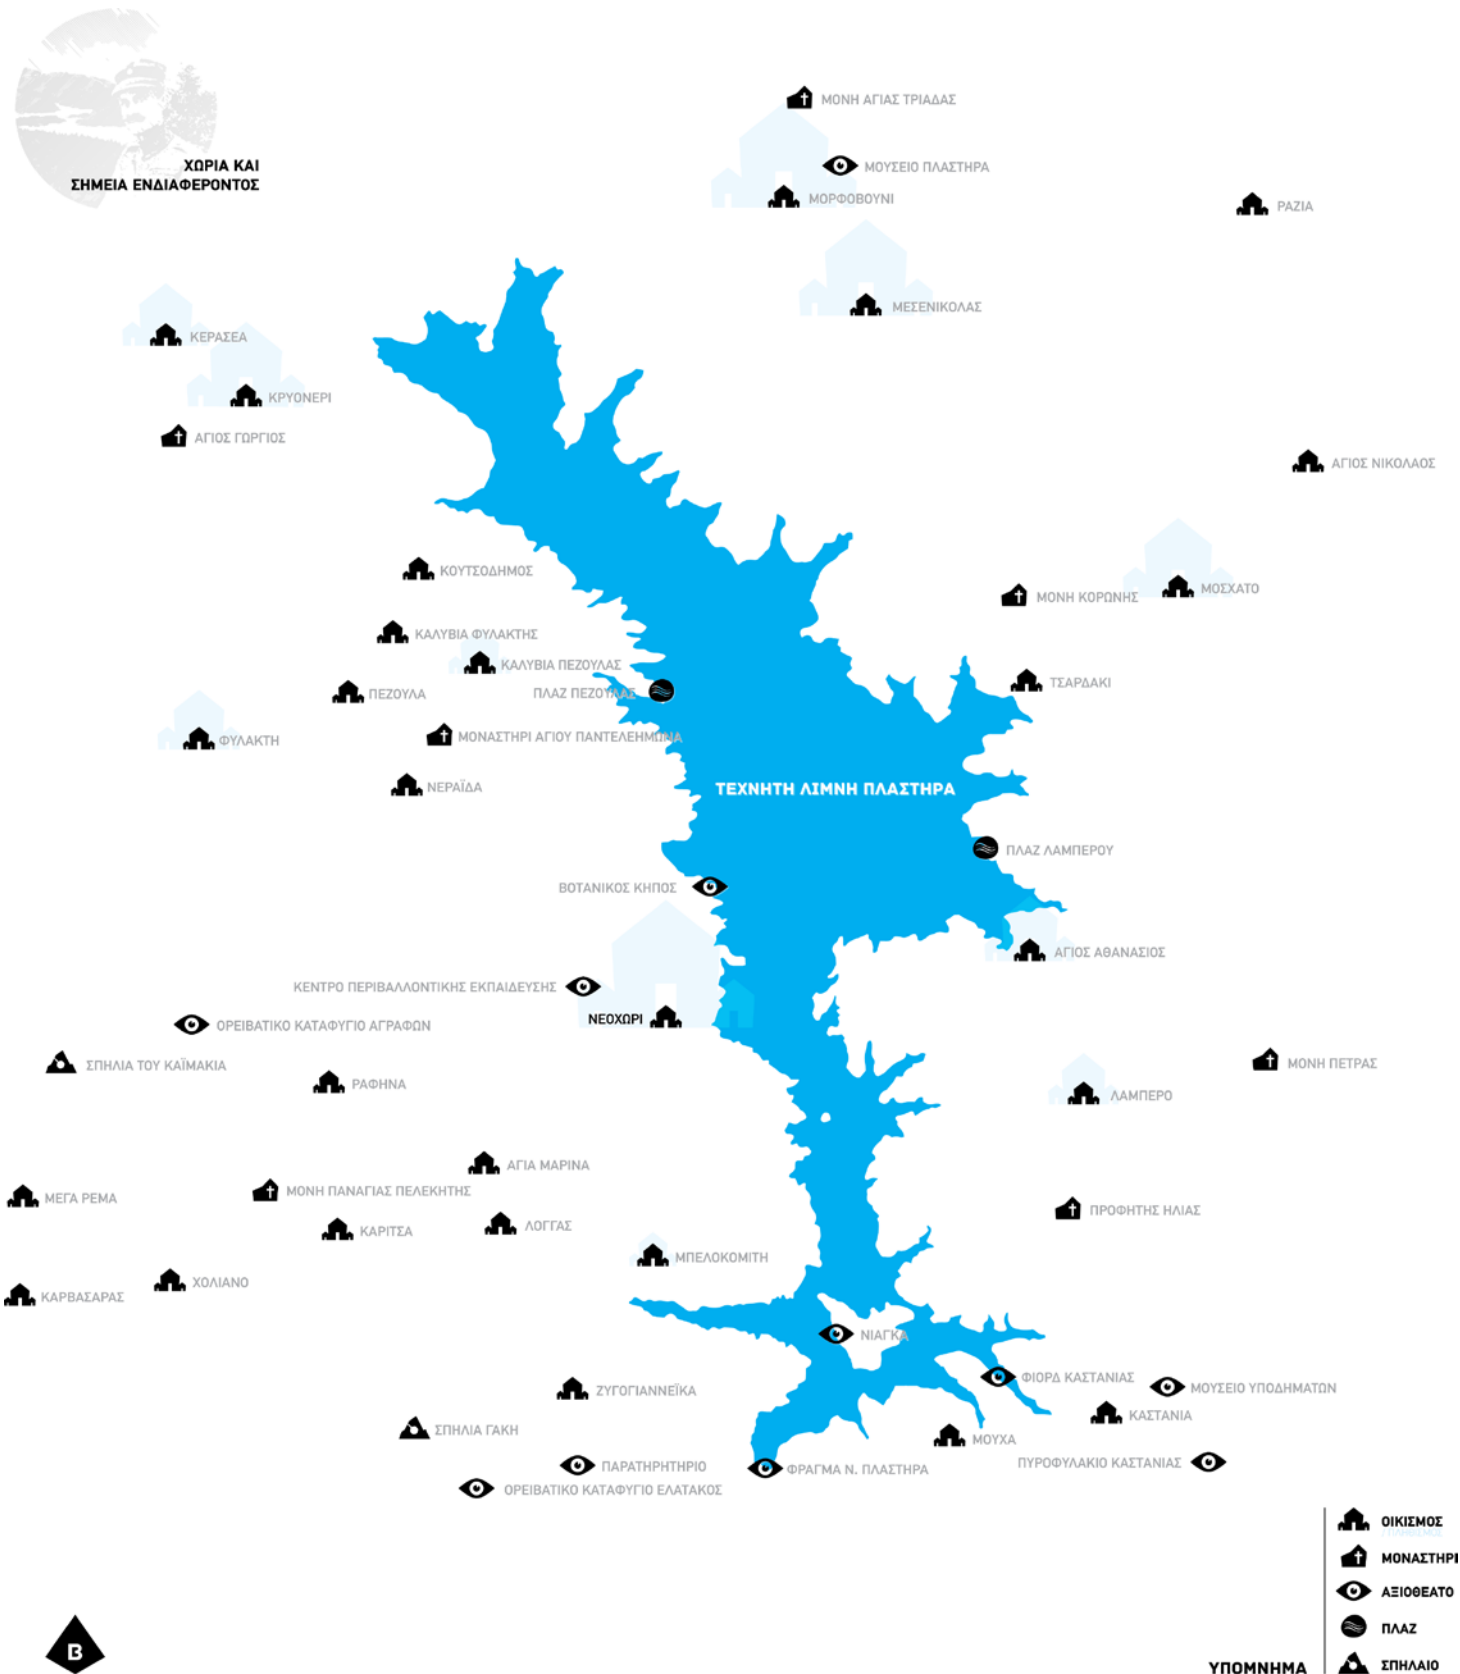 ΜΟΝΗ ΑΓΙΑΣ ΤΡΙΑΔΑΣ
ΧΩΡΙΑ ΚΑΙ
ΣΗΜΕΙΑ ΕΝΔΙΑΦΕΡΟΝΤΟΣ
ΜΟΥΣΕΙΟ ΠΛΑΣΤΗΡΑ
ΜΟΡΦΟΒΟΥΝΙ
ΡΑΖΙΑ
ΜΕΣΕΝΙΚΟΛΑΣ
ΚΕΡΑΣΕΑ
ΚΡΥΟΝΕΡΙ
ΑΓΙΟΣ ΓΩΡΓΙΟΣ
ΑΓΙΟΣ ΝΙΚΟΛΑΟΣ
ΚΟΥΤΣΟΔΗΜΟΣ
ΜΟΣΧΑΤΟ
ΜΟΝΗ ΚΟΡΩΝΗΣ
ΚΑΛΥΒΙΑ ΦΥΛΑΚΤΗΣ
ΚΑΛΥΒΙΑ ΠΕΖΟΥΛΑΣ
ΤΣΑΡΔΑΚΙ
ΠΕΖΟΥΛΑ
ΠΛΑΖ ΠΕΖΟΥΛΑΣ
ΦΥΛΑΚΤΗ
ΜΟΝΑΣΤΗΡΙ ΑΓΙΟΥ ΠΑΝΤΕΛΕΗΜΩΝΑ
ΝΕΡΑΪΔΑ
ΤΕΧΝΗΤΗ ΛΙΜΝΗ ΠΛΑΣΤΗΡΑ
ΠΛΑΖ ΛΑΜΠΕΡΟΥ
ΒΟΤΑΝΙΚΟΣ ΚΗΠΟΣ
ΑΓΙΟΣ ΑΘΑΝΑΣΙΟΣ
ΚΕΝΤΡΟ ΠΕΡΙΒΑΛΛΟΝΤΙΚΗΣ ΕΚΠΑΙΔΕΥΣΗΣ
ΝΕΟΧΩΡΙ
ΟΡΕΙΒΑΤΙΚΟ ΚΑΤΑΦΥΓΙΟ ΑΓΡΑΦΩΝ
ΣΠΗΛΙΑ ΤΟΥ ΚΑΪΜΑΚΙΑ
ΜΟΝΗ ΠΕΤΡΑΣ
ΡΑΦΗΝΑ
ΛΑΜΠΕΡΟ
ΑΓΙΑ ΜΑΡΙΝΑ
ΜΕΓΑ ΡΕΜΑ
ΜΟΝΗ ΠΑΝΑΓΙΑΣ ΠΕΛΕΚΗΤΗΣ
ΠΡΟΦΗΤΗΣ ΗΛΙΑΣ
ΚΑΡΙΤΣΑ
ΛΟΓΓΑΣ
ΜΠΕΛΟΚΟΜΙΤΗ
ΧΟΛΙΑΝΟ
ΚΑΡΒΑΣΑΡΑΣ
ΝΙΑΓΚΑ
ΦΙΟΡΔ ΚΑΣΤΑΝΙΑΣ
ΜΟΥΣΕΙΟ ΥΠΟΔΗΜΑΤΩΝ
ΖΥΓΟΓΙΑΝΝΕΪΚΑ
ΚΑΣΤΑΝΙΑ
ΣΠΗΛΙΑ ΓΑΚΗ
ΜΟΥΧΑ
ΠΥΡΟΦΥΛΑΚΙΟ ΚΑΣΤΑΝΙΑΣ
ΠΑΡΑΤΗΡΗΤΗΡΙΟ
ΦΡΑΓΜΑ Ν. ΠΛΑΣΤΗΡΑ
ΟΡΕΙΒΑΤΙΚΟ ΚΑΤΑΦΥΓΙΟ ΕΛΑΤΑΚΟΣ
ΟΙΚΙΣΜΟΣ
/ ΠΛΗΘΙΣΜΟΣ
ΜΟΝΑΣΤΗΡΙ
ΑΞΙΟΘΕΑΤΟ
ΠΛΑΖ
ΣΠΗΛΑΙΟ
ΥΠΟΜΝΗΜΑ
Β